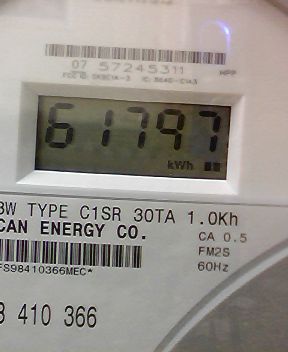 07 57245311
61797
kWh
3W TYPE C1SR 30TA 1.0Kh
CAN ENERGY CO.
CA 0.5
FM2S
60Hz
FS98410366MEC*
410 366